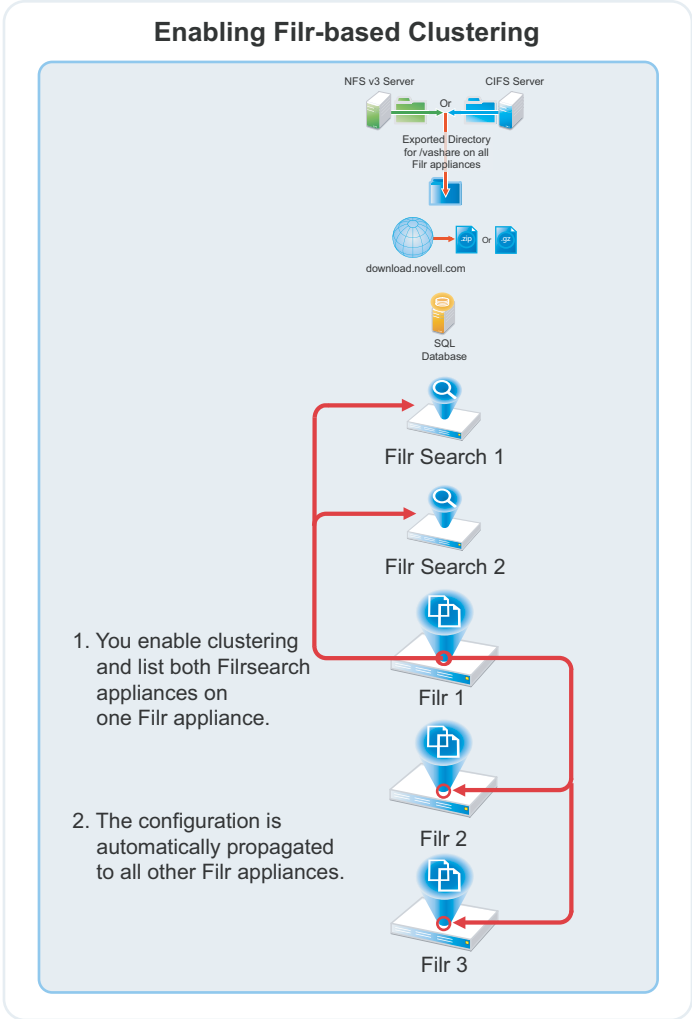 Enabling Filr-based Clustering
NFS v3 Server
CIFS Server
Or
Exported Directory
for /vashare on all
Filr appliances
.zip
Or
.gz
download.novell.com
SQL
Database
Filr Search 1
Filr Search 2
1. You enable clustering
and list both Filrsearch
appliances on
one Filr appliance.
Filr 1
Filr 2
2. The configuration is
automatically propagated
to all other Filr appliances.
Filr 3